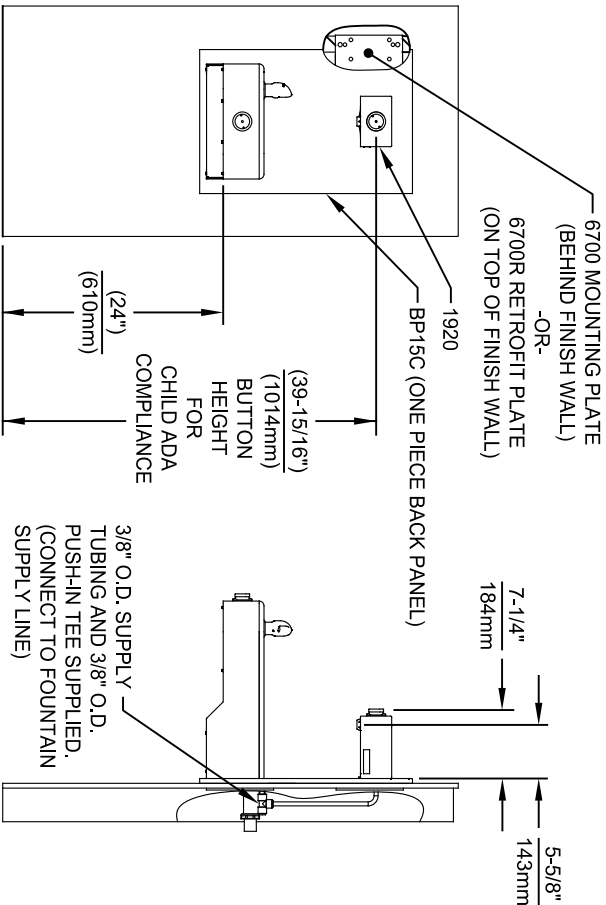 6700 MOUNTING PLATE
(BEHIND FINISH WALL)
-OR-
6700R RETROFIT PLATE
(ON TOP OF FINISH WALL)
1920
BP15C (ONE PIECE BACK PANEL)
(39-15/16")
(1014mm)
BUTTON
HEIGHT
FOR
CHILD ADA
COMPLIANCE
(24")
(610mm)
5-5/8"
143mm
7-1/4"
184mm
3/8" O.D. SUPPLY
TUBING AND 3/8" O.D.
PUSH-IN TEE SUPPLIED.
(CONNECT TO FOUNTAIN
SUPPLY LINE)